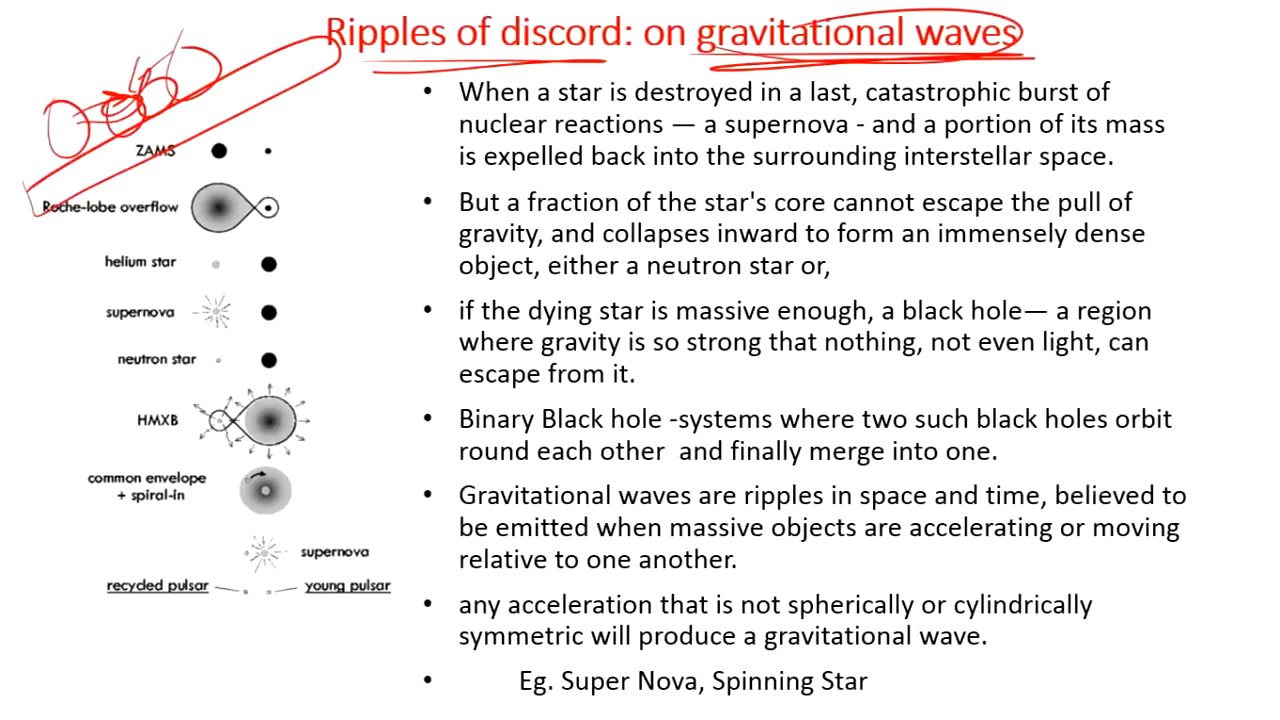 Ripples of discord: on gravitational waves
ZAMS
Roche-lobe overflow
helium star
supernova
neutron star
HMXB
common envelope
+ spiral-in
supernova
recycled pulsar
young pulsar
• When a star is destroyed in a last, catastrophic burst of
nuclear reactions — a supernova - and a portion of its mass
is expelled back into the surrounding interstellar space.
• But a fraction of the star's core cannot escape the pull of
gravity, and collapses inward to form an immensely dense
object, either a neutron star or,
• if the dying star is massive enough, a black hole— a region
where gravity is so strong that nothing, not even light, can
escape from it.
• Binary Black hole -systems where two such black holes orbit
round each other  and finally merge into one.
• Gravitational waves are ripples in space and time, believed to
be emitted when massive objects are accelerating or moving
relative to one another.
• any acceleration that is not spherically or cylindrically
symmetric will produce a gravitational wave.
• Eg. Super Nova, Spinning Star